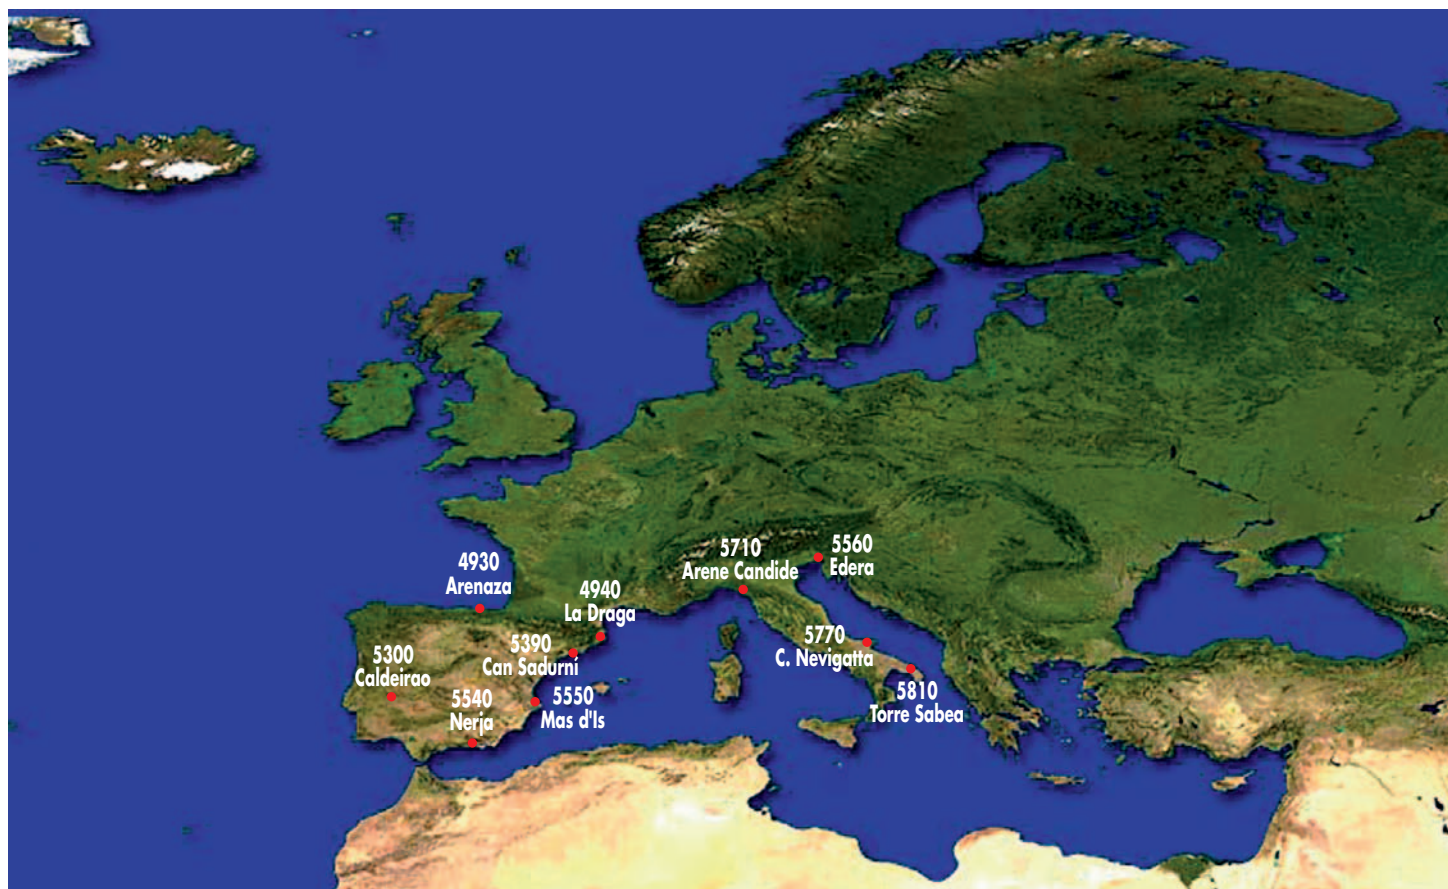 5710
Arene Candide
5560
Edera
4930
Arenaza
4940
La Draga
5390
Can Sadurní
5770
C. Nevigatta
5300
Caldeirao
5540
Nerja
5550
Mas d'Is
5810
Torre Sabea